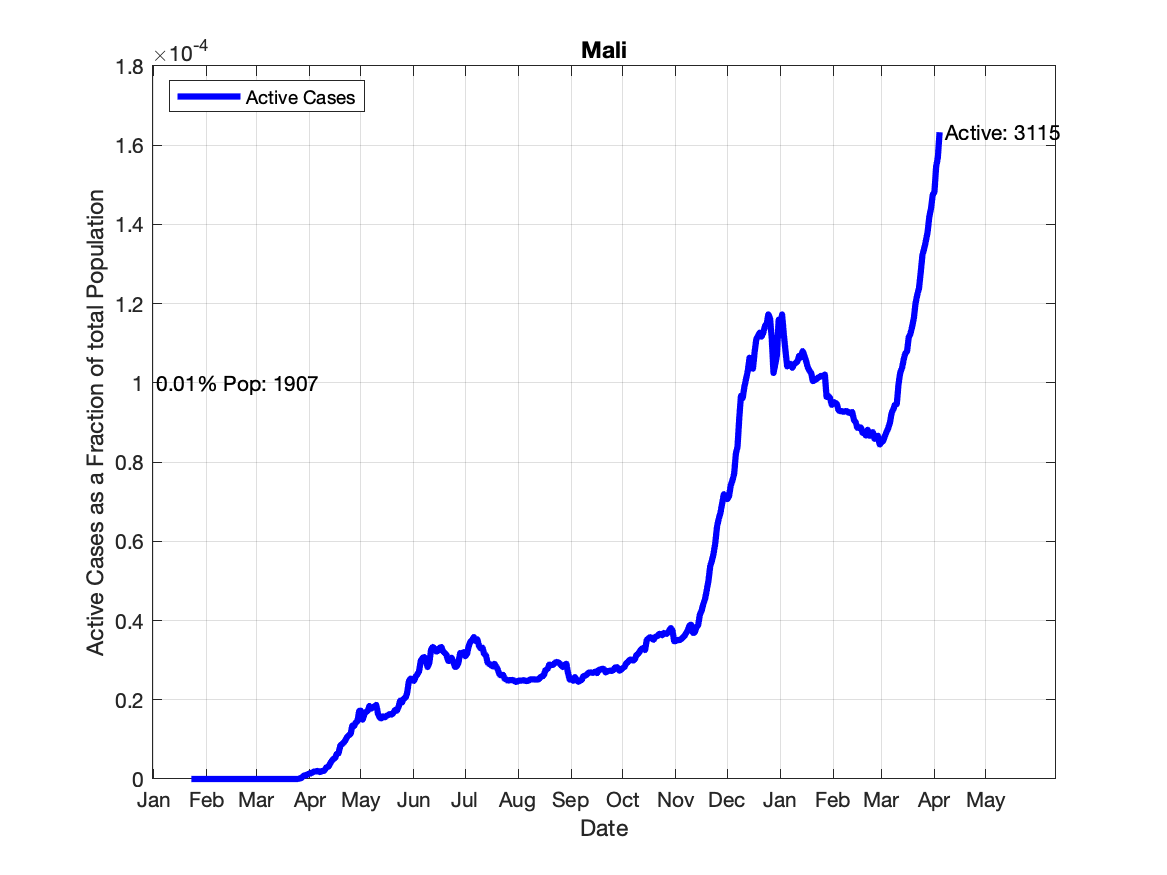 Mali
×10-4
1.8
Active Cases
Active: 3115
1.6
1.4
1.2
1
0.01% Pop: 1907
0.8
0.6
0.4
0.2
0
Active Cases as a Fraction of total Population
Jan Feb Mar Apr May Jun Jul Aug Sep Oct Nov Dec Jan Feb Mar Apr May
Date